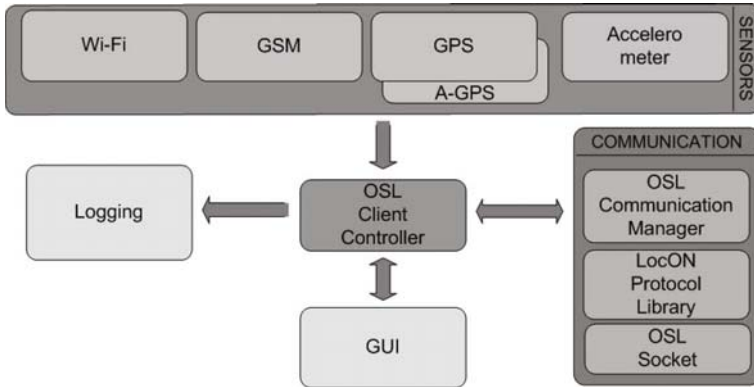 Wi-Fi
GSM
GPS
A-GPS
Accelero
meter
SENSORS
Logging
OSL
Client
Controller
GUI
COMMUNICATION
OSL
Communication
Manager
LocON
Protocol
Library
OSL
Socket